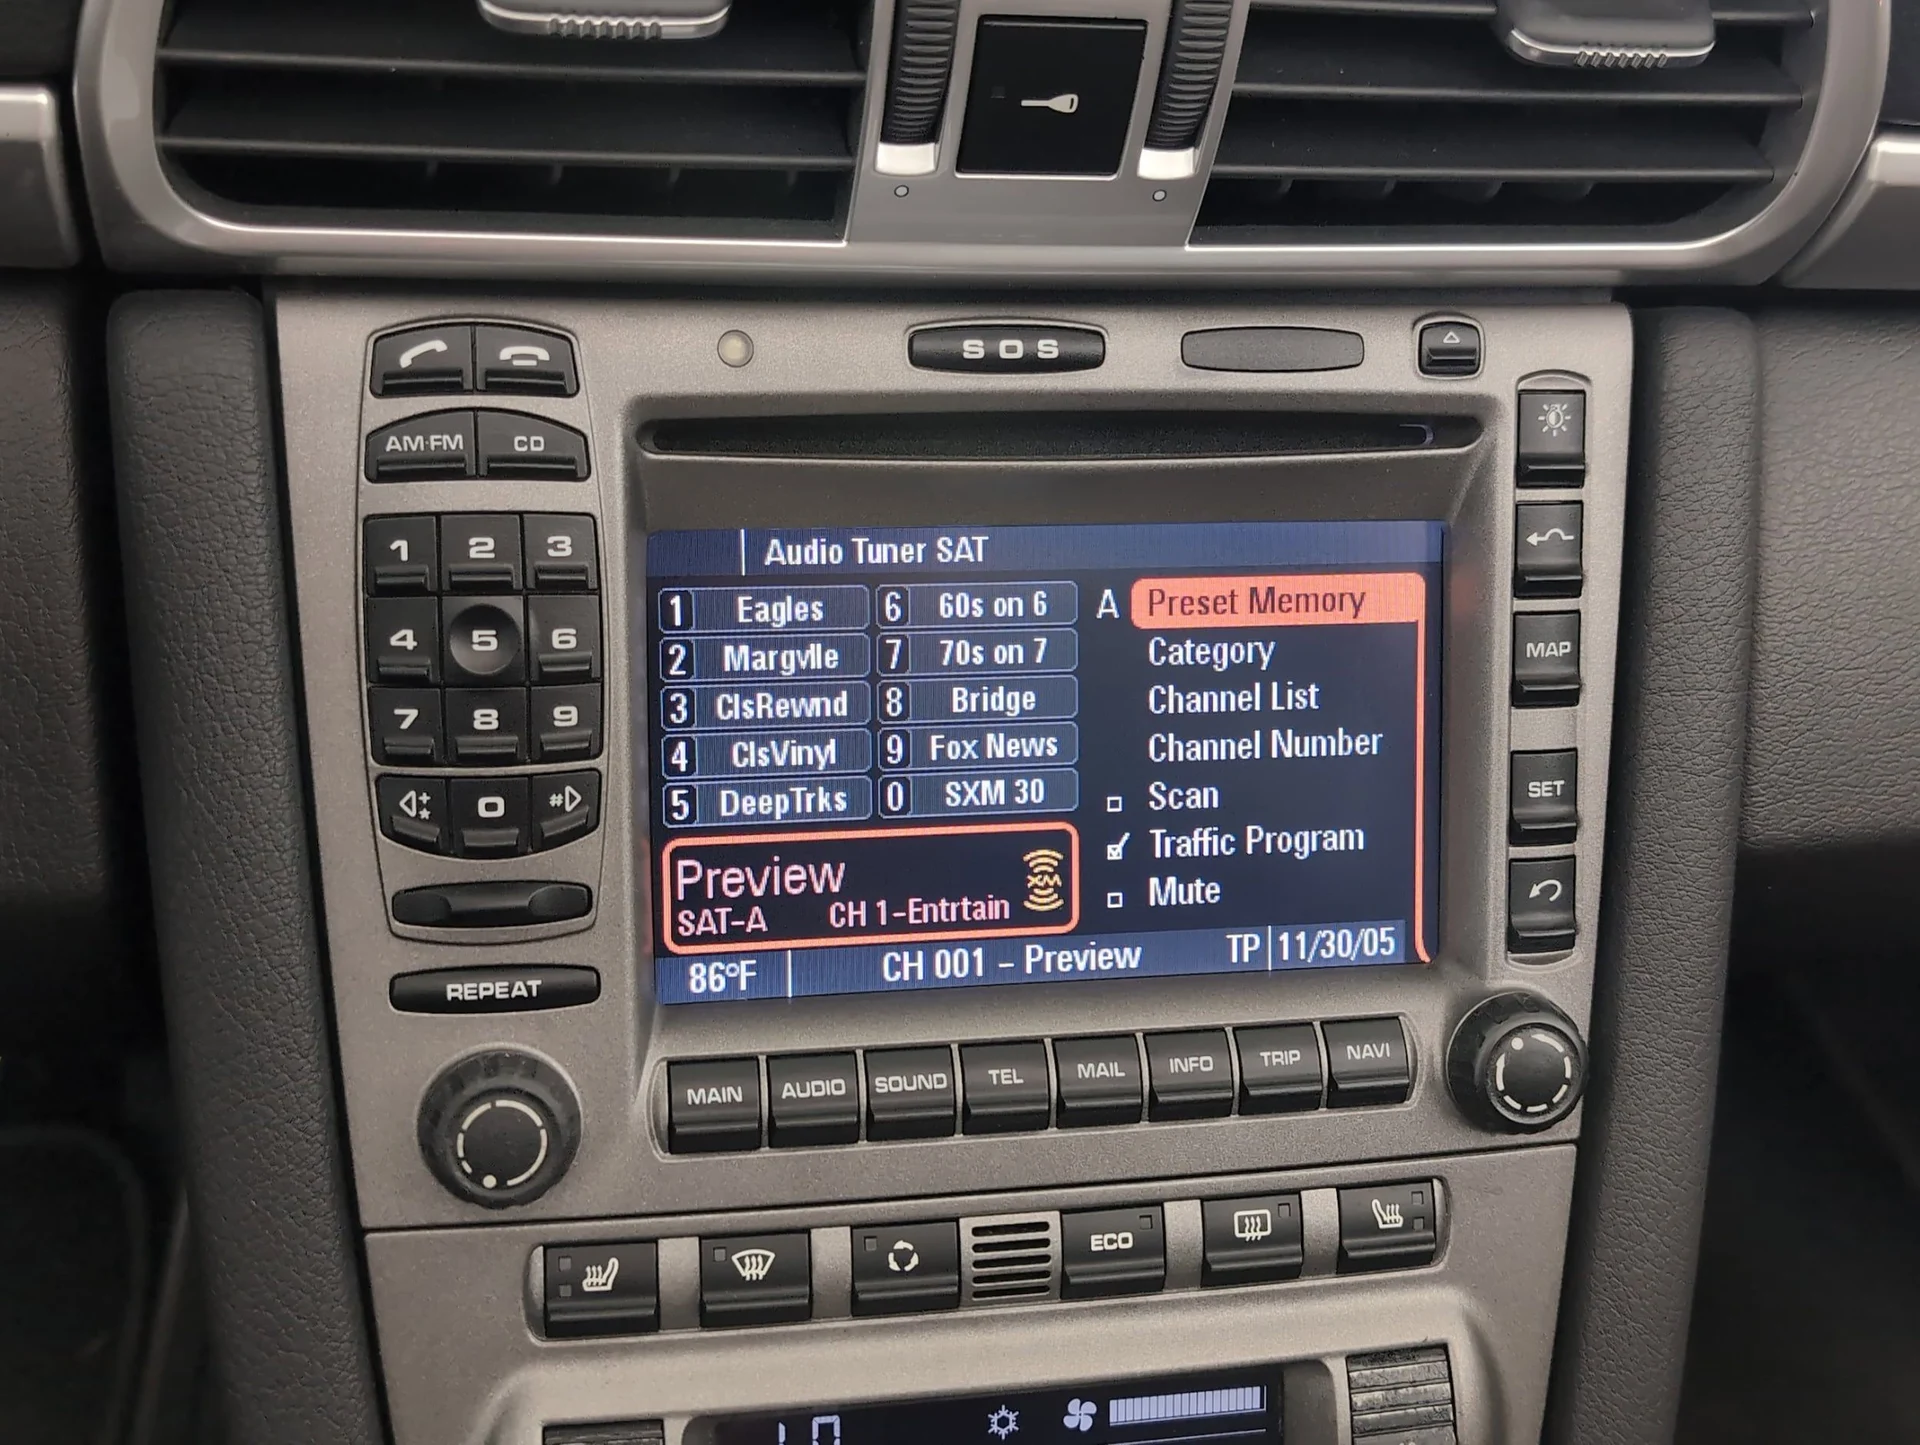 SOS
AM·FM CD
1 2 3
4 5 6
7 8 9
* 0 #
REPEAT
Audio Tuner SAT
1 Eagles 6 60s on 6 A Preset Memory
2 Margvlle 7 70s on 7 Category
3 ClsRewnd 8 Bridge Channel List
4 ClsVinyl 9 Fox News Channel Number
5 DeepTrks 0 SXM 30 Scan
Traffic Program
Mute
Preview
XM
SAT-A CH 1-Entrtain
86°F CH 001 - Preview TP 11/30/05
MAP
SET
MAIN AUDIO SOUND TEL MAIL INFO TRIP NAVI
ECO